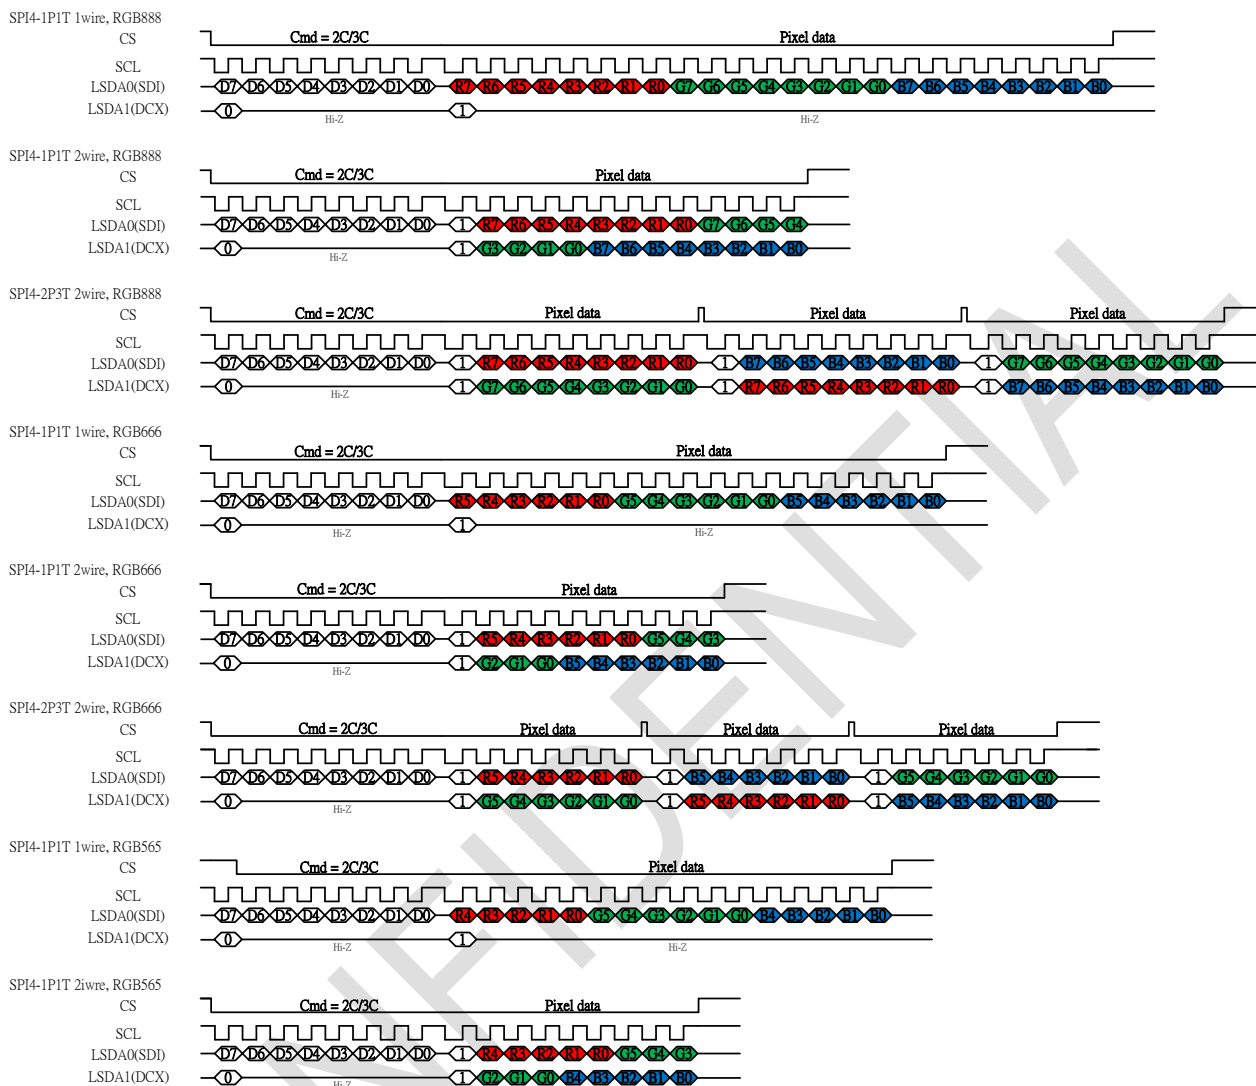 SPI4-1P1T 1wire, RGB888
CS Cmd = 2C/3C Pixel data
SCL
LSDA0(SDI) D7 D6 D5 D4 D3 D2 D1 D0 R7 R6 R5 R4 R3 R2 R1 R0 G7 G6 G5 G4 G3 G2 G1 G0 B7 B6 B5 B4 B3 B2 B1 B0
LSDA1(DCX) 0 Hi-Z 1 Hi-Z
SPI4-1P1T 2wire, RGB888
CS Cmd = 2C/3C Pixel data
SCL
LSDA0(SDI) D7 D6 D5 D4 D3 D2 D1 D0 1 R7 R6 R5 R4 R3 R2 R1 R0 G7 G6 G5 G4
LSDA1(DCX) 0 Hi-Z 1 G3 G2 G1 G0 B7 B6 B5 B4 B3 B2 B1 B0
SPI4-2P3T 2wire, RGB888
CS Cmd = 2C/3C Pixel data Pixel data Pixel data
SCL
LSDA0(SDI) D7 D6 D5 D4 D3 D2 D1 D0 1 R7 R6 R5 R4 R3 R2 R1 R0 1 B7 B6 B5 B4 B3 B2 B1 B0 1 G7 G6 G5 G4 G3 G2 G1 G0
LSDA1(DCX) 0 Hi-Z 1 G7 G6 G5 G4 G3 G2 G1 G0 1 R7 R6 R5 R4 R3 R2 R1 R0 1 B7 B6 B5 B4 B3 B2 B1 B0
SPI4-1P1T 1wire, RGB666
CS Cmd = 2C/3C Pixel data
SCL
LSDA0(SDI) D7 D6 D5 D4 D3 D2 D1 D0 R5 R4 R3 R2 R1 R0 G5 G4 G3 G2 G1 G0 B5 B4 B3 B2 B1 B0
LSDA1(DCX) 0 Hi-Z 1 Hi-Z
SPI4-1P1T 2wire, RGB666
CS Cmd = 2C/3C Pixel data
SCL
LSDA0(SDI) D7 D6 D5 D4 D3 D2 D1 D0 1 R5 R4 R3 R2 R1 R0 G5 G4 G3
LSDA1(DCX) 0 Hi-Z 1 G2 G1 G0 B5 B4 B3 B2 B1 B0
SPI4-2P3T 2wire, RGB666
CS Cmd = 2C/3C Pixel data Pixel data Pixel data
SCL
LSDA0(SDI) D7 D6 D5 D4 D3 D2 D1 D0 1 R5 R4 R3 R2 R1 R0 1 B5 B4 B3 B2 B1 B0 1 G5 G4 G3 G2 G1 G0
LSDA1(DCX) 0 Hi-Z 1 G5 G4 G3 G2 G1 G0 1 R5 R4 R3 R2 R1 R0 1 B5 B4 B3 B2 B1 B0
SPI4-1P1T 1wire, RGB565
CS Cmd = 2C/3C Pixel data
SCL
LSDA0(SDI) D7 D6 D5 D4 D3 D2 D1 D0 R4 R3 R2 R1 R0 G5 G4 G3 G2 G1 G0 B4 B3 B2 B1 B0
LSDA1(DCX) 0 Hi-Z 1 Hi-Z
SPI4-1P1T 2iwre, RGB565
CS Cmd = 2C/3C Pixel data
SCL
LSDA0(SDI) D7 D6 D5 D4 D3 D2 D1 D0 1 R4 R3 R2 R1 R0 G5 G4 G3
LSDA1(DCX) 0 Hi-Z 1 G2 G1 G0 B4 B3 B2 B1 B0
NFIDENTIAL